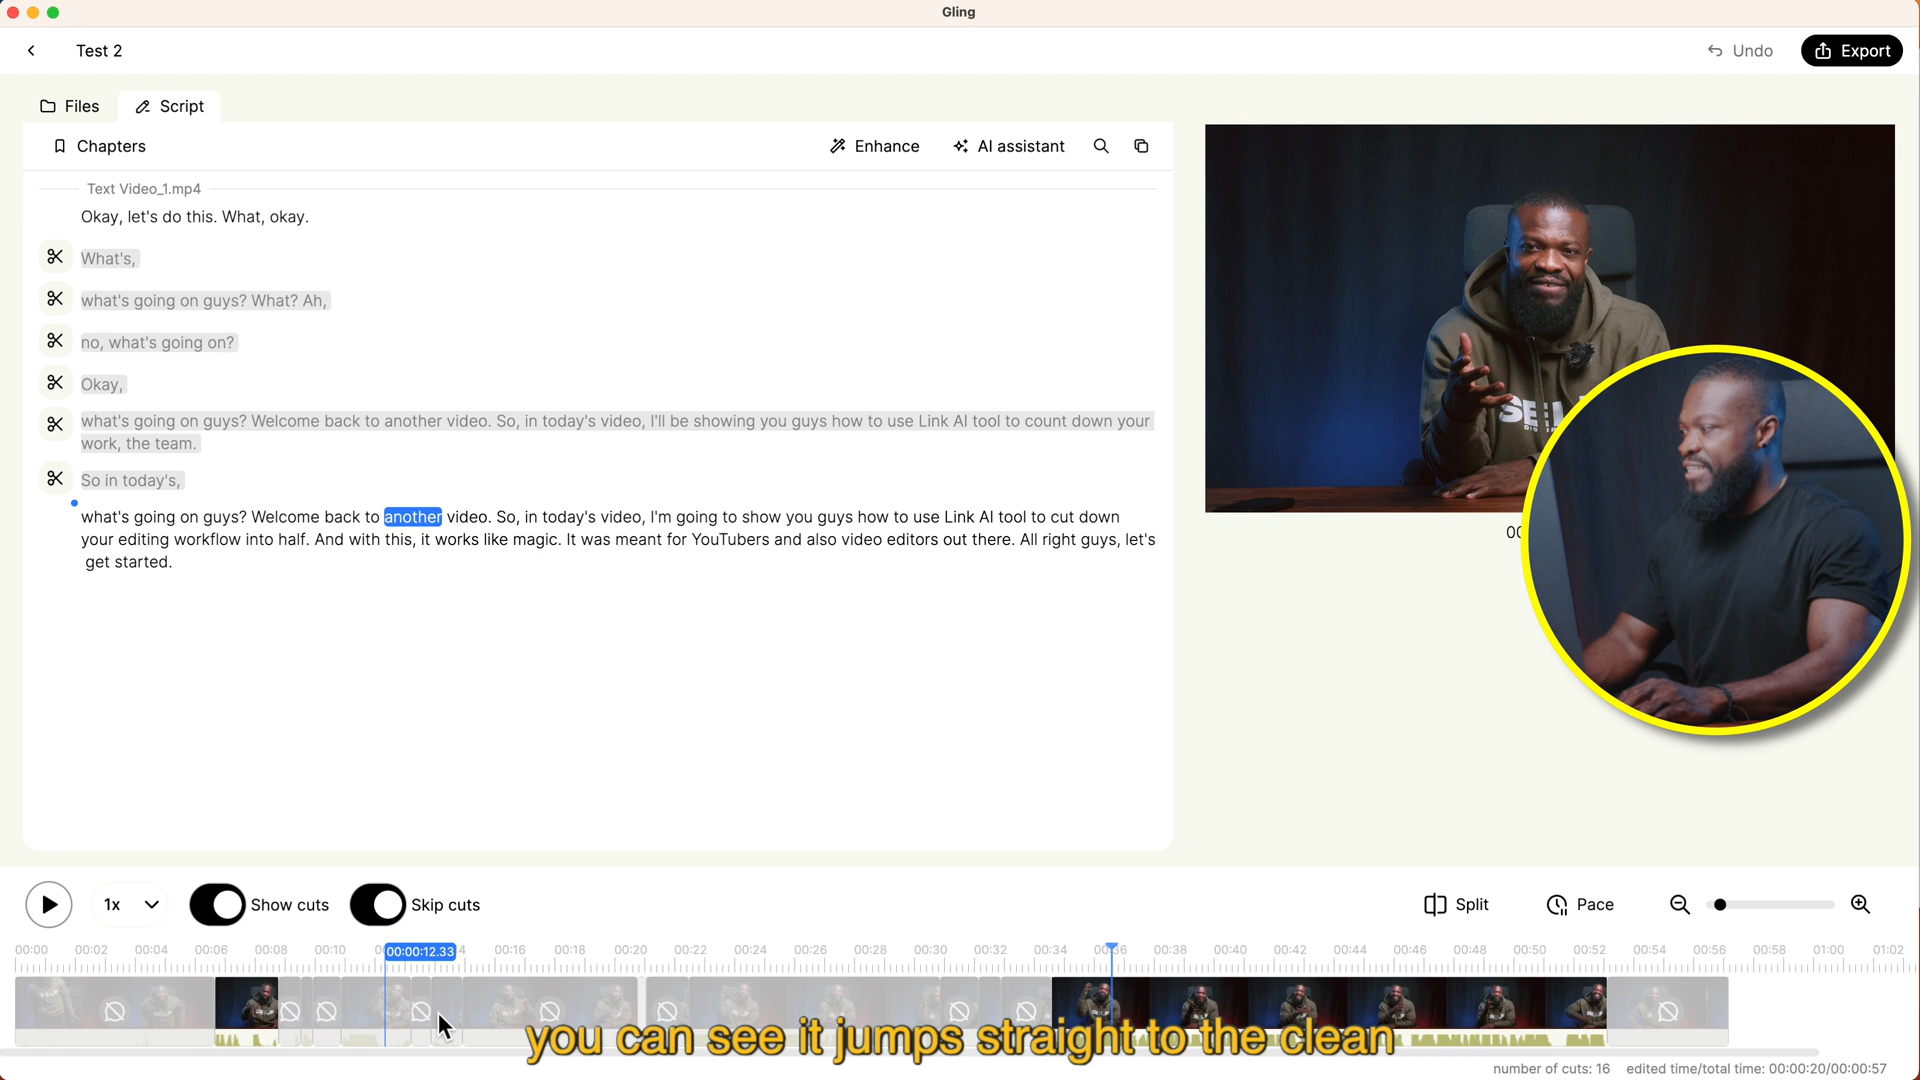 Gling
Test 2
Undo
Export
Files
Script
Chapters
Enhance
AI assistant
Text Video_1.mp4
Okay, let's do this. What, okay.
What's,
what's going on guys? What? Ah,
no, what's going on?
Okay,
what's going on guys? Welcome back to another video. So, in today's video, I'll be showing you guys how to use Link AI tool to count down your
work, the team.
So in today's,
what's going on guys? Welcome back to another video. So, in today's video, I'm going to show you guys how to use Link AI tool to cut down
your editing workflow into half. And with this, it works like magic. It was meant for YouTubers and also video editors out there. All right guys, let's
get started.
1x
Show cuts
Skip cuts
Split
Pace
00:00 00:02 00:04 00:06 00:08 00:10 00:00:12.33 00:16 00:18 00:20 00:22 00:24 00:26 00:28 00:30 00:32 00:34 00:36 00:38 00:40 00:42 00:44 00:46 00:48 00:50 00:52 00:54 00:56 00:58 01:00 01:02
you can see it jumps straight to the clean
number of cuts: 16 edited time/total time: 00:00:20/00:00:57